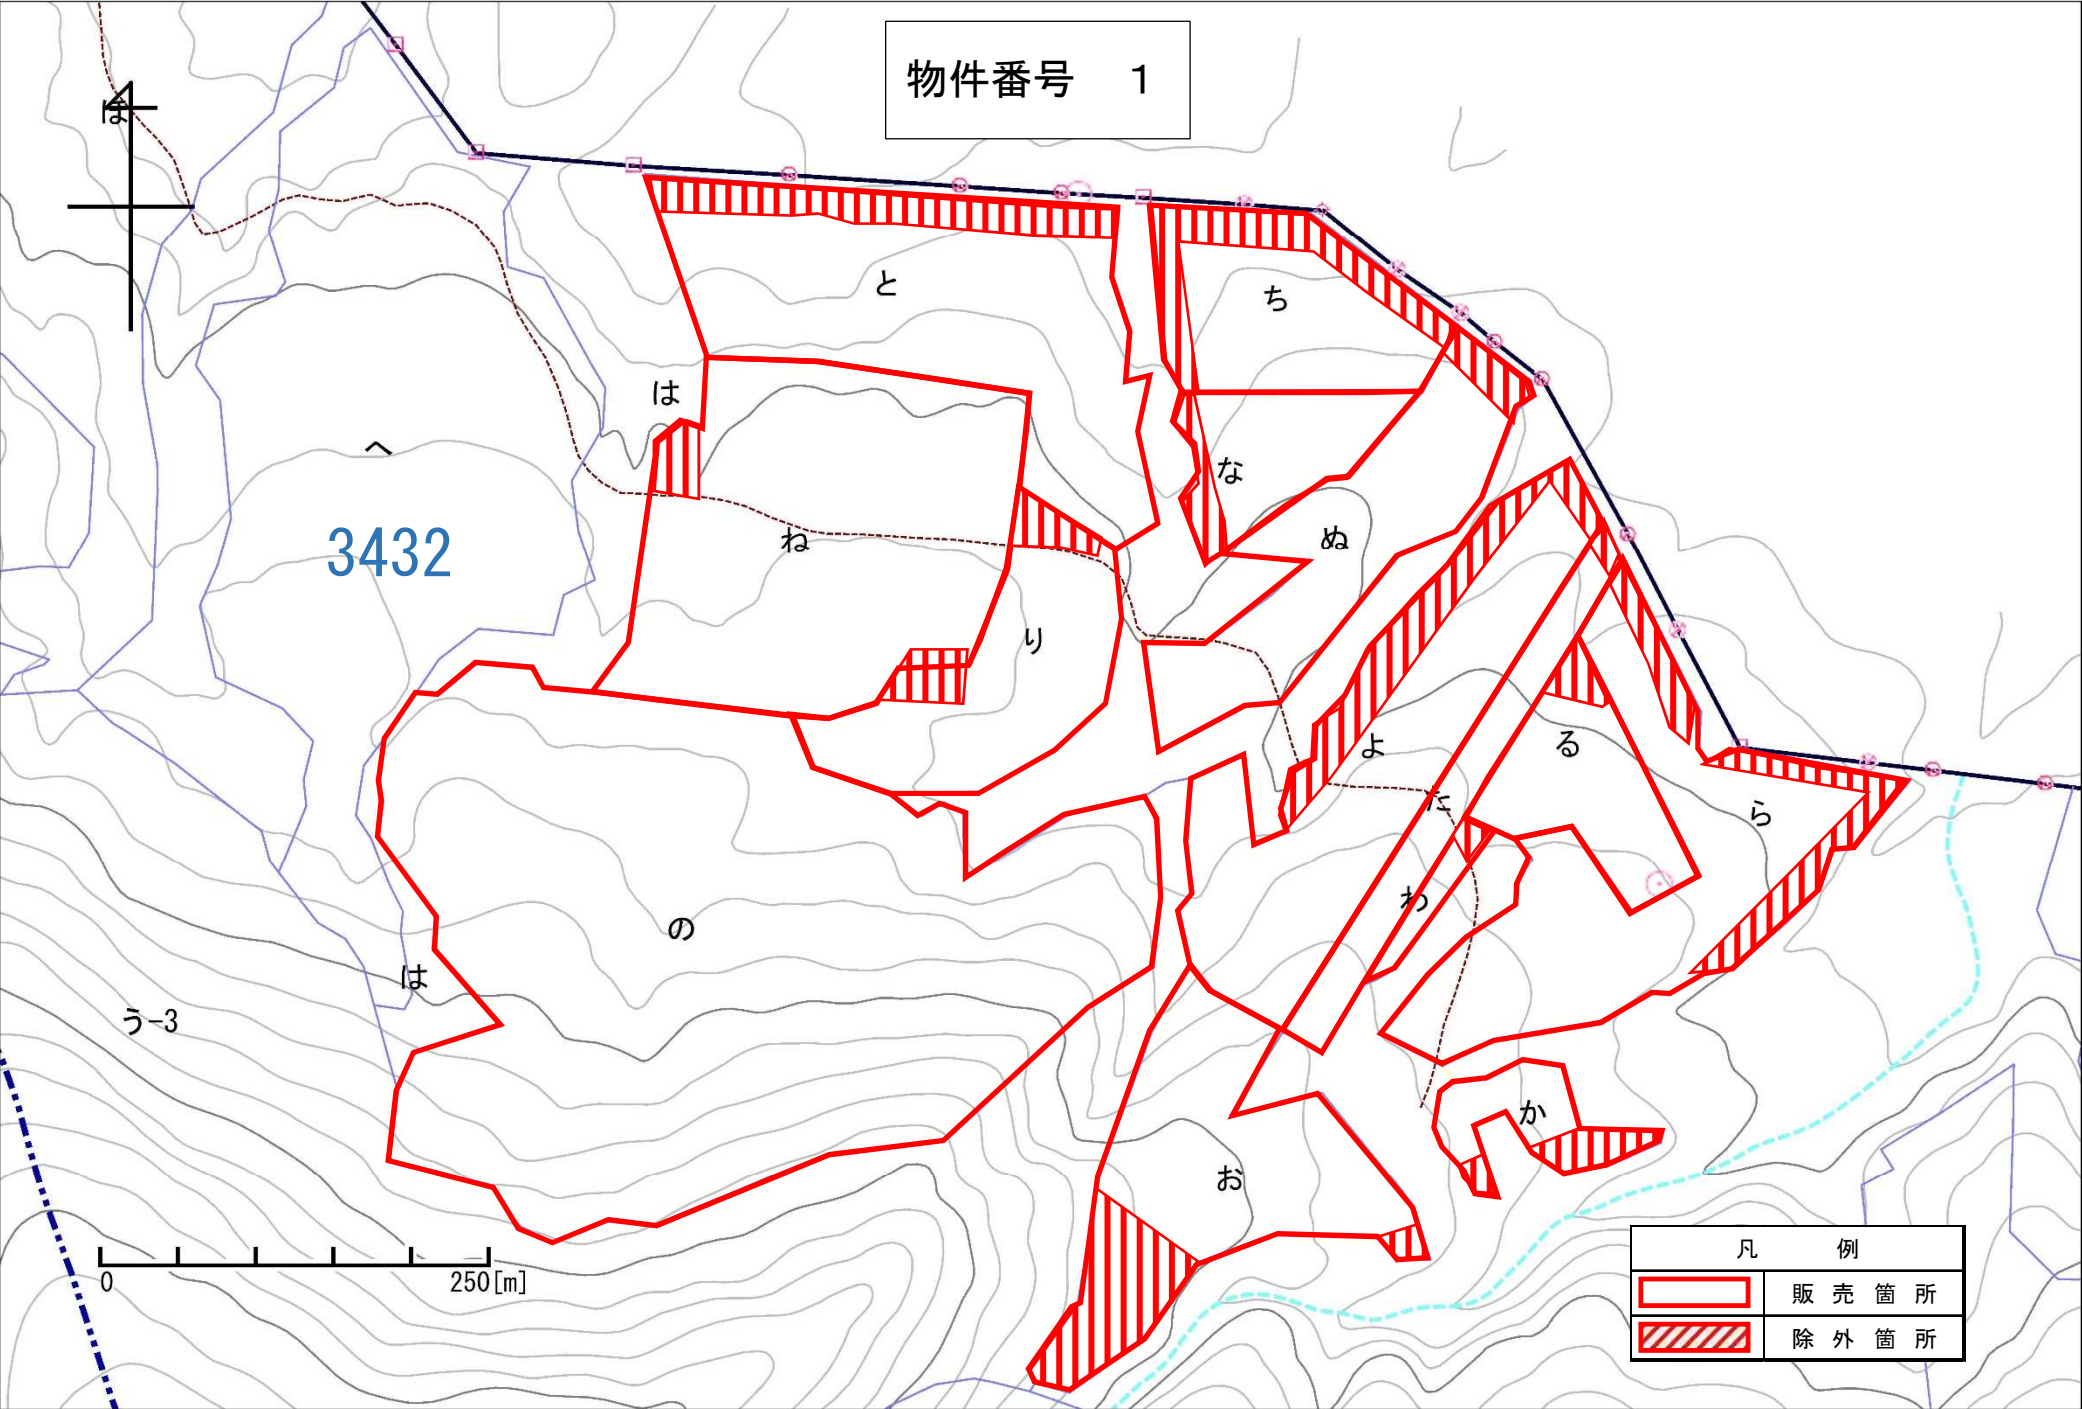 物件番号　1
ほ
と
ち
は
へ
な
3432
ね
ぬ
り
よ
る
た
ら
わ
の
は
う-3
か
お
0 250[m]
凡　例
販売箇所
除外箇所